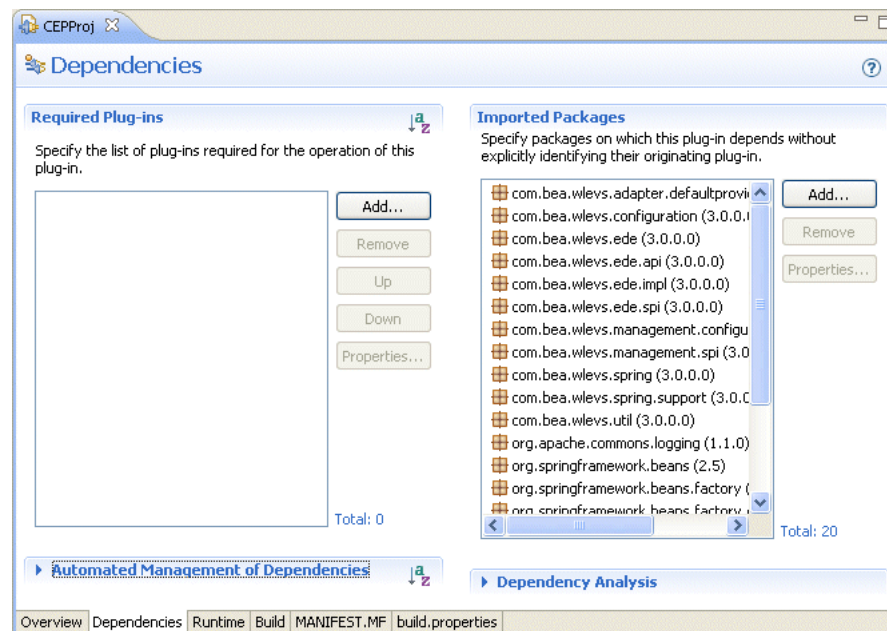 CEPProj
Dependencies
Required Plug-ins
Specify the list of plug-ins required for the operation of this
plug-in.
Add...
Remove
Up
Down
Properties...
Total: 0
Automated Management of Dependencies
Imported Packages
Specify packages on which this plug-in depends without
explicitly identifying their originating plug-in.
com.bea.wlevs.adapter.defaultprovi
com.bea.wlevs.configuration (3.0.0.
com.bea.wlevs.ede (3.0.0.0)
com.bea.wlevs.ede.api (3.0.0.0)
com.bea.wlevs.ede.impl (3.0.0.0)
com.bea.wlevs.ede.spi (3.0.0.0)
com.bea.wlevs.management.configu
com.bea.wlevs.management.spi (3.0
com.bea.wlevs.spring (3.0.0.0)
com.bea.wlevs.spring.support (3.0.0
com.bea.wlevs.util (3.0.0.0)
org.apache.commons.logging (1.1.0)
org.springframework.beans (2.5)
org.springframework.beans.factory (
org.springframework.beans.factory
Add...
Remove
Properties...
Total: 20
Dependency Analysis
Overview Dependencies Runtime Build MANIFEST.MF build.properties